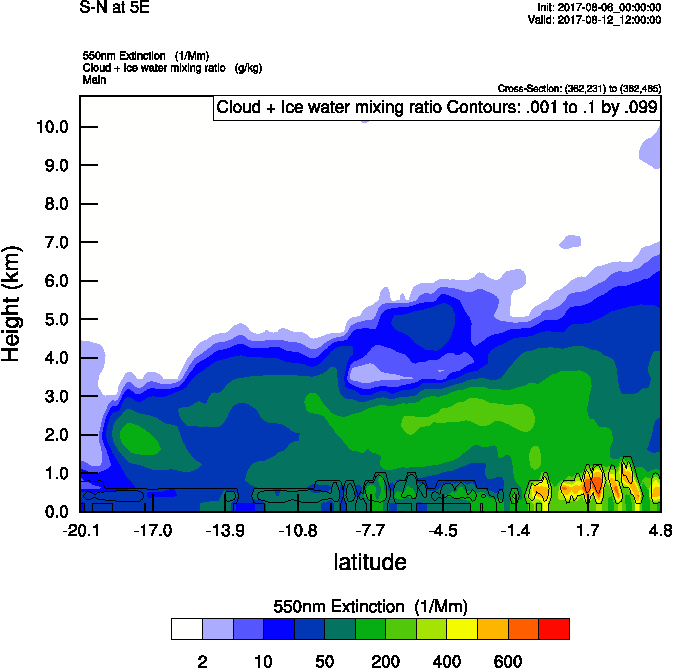 S-N at 5E
Init: 2017-08-06_00:00:00
Valid: 2017-08-12_12:00:00
550nm Extinction (1/Mm)
Cloud + Ice water mixing ratio (g/kg)
Main
Cross-Section: (362,231) to (362,485)
Cloud + Ice water mixing ratio Contours: .001 to .1 by .099
10.0
9.0
8.0
7.0
6.0
5.0
4.0
3.0
2.0
1.0
0.0
Height (km)
-20.1 -17.0 -13.9 -10.8 -7.7 -4.5 -1.4 1.7 4.8
latitude
550nm Extinction (1/Mm)
2 10 50 200 400 600